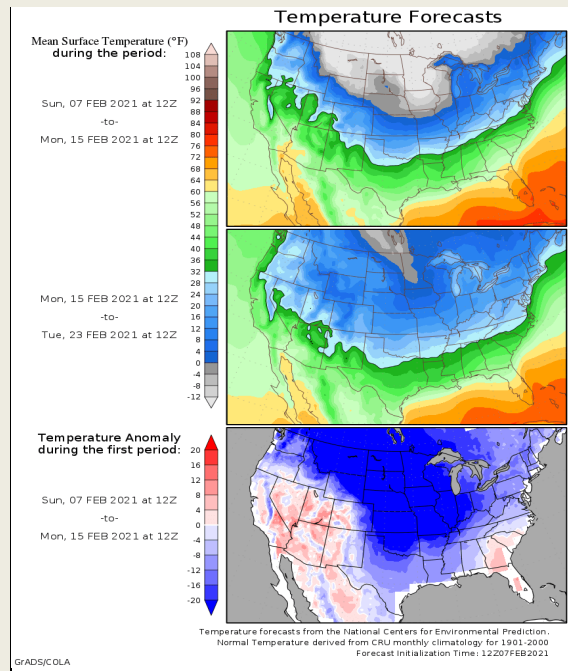 Temperature Forecasts
Mean Surface Temperature (°F)
during the period:
Sun, 07 FEB 2021 at 12Z
-to-
Mon, 15 FEB 2021 at 12Z
108
104
100
96
92
88
84
80
76
72
68
64
60
56
52
48
44
40
36
32
28
24
20
16
12
8
4
0
-4
-8
-12
Mon, 15 FEB 2021 at 12Z
-to-
Tue, 23 FEB 2021 at 12Z
Temperature Anomaly
during the first period:
Sun, 07 FEB 2021 at 12Z
-to-
Mon, 15 FEB 2021 at 12Z
20
16
12
8
4
0
-4
-8
-12
-16
-20
Temperature forecasts from the National Centers for Environmental Prediction.
Normal Temperature derived from CRU monthly climatology for 1901-2000
Forecast Initialization Time: 12Z07FEB2021
GrADS/COLA